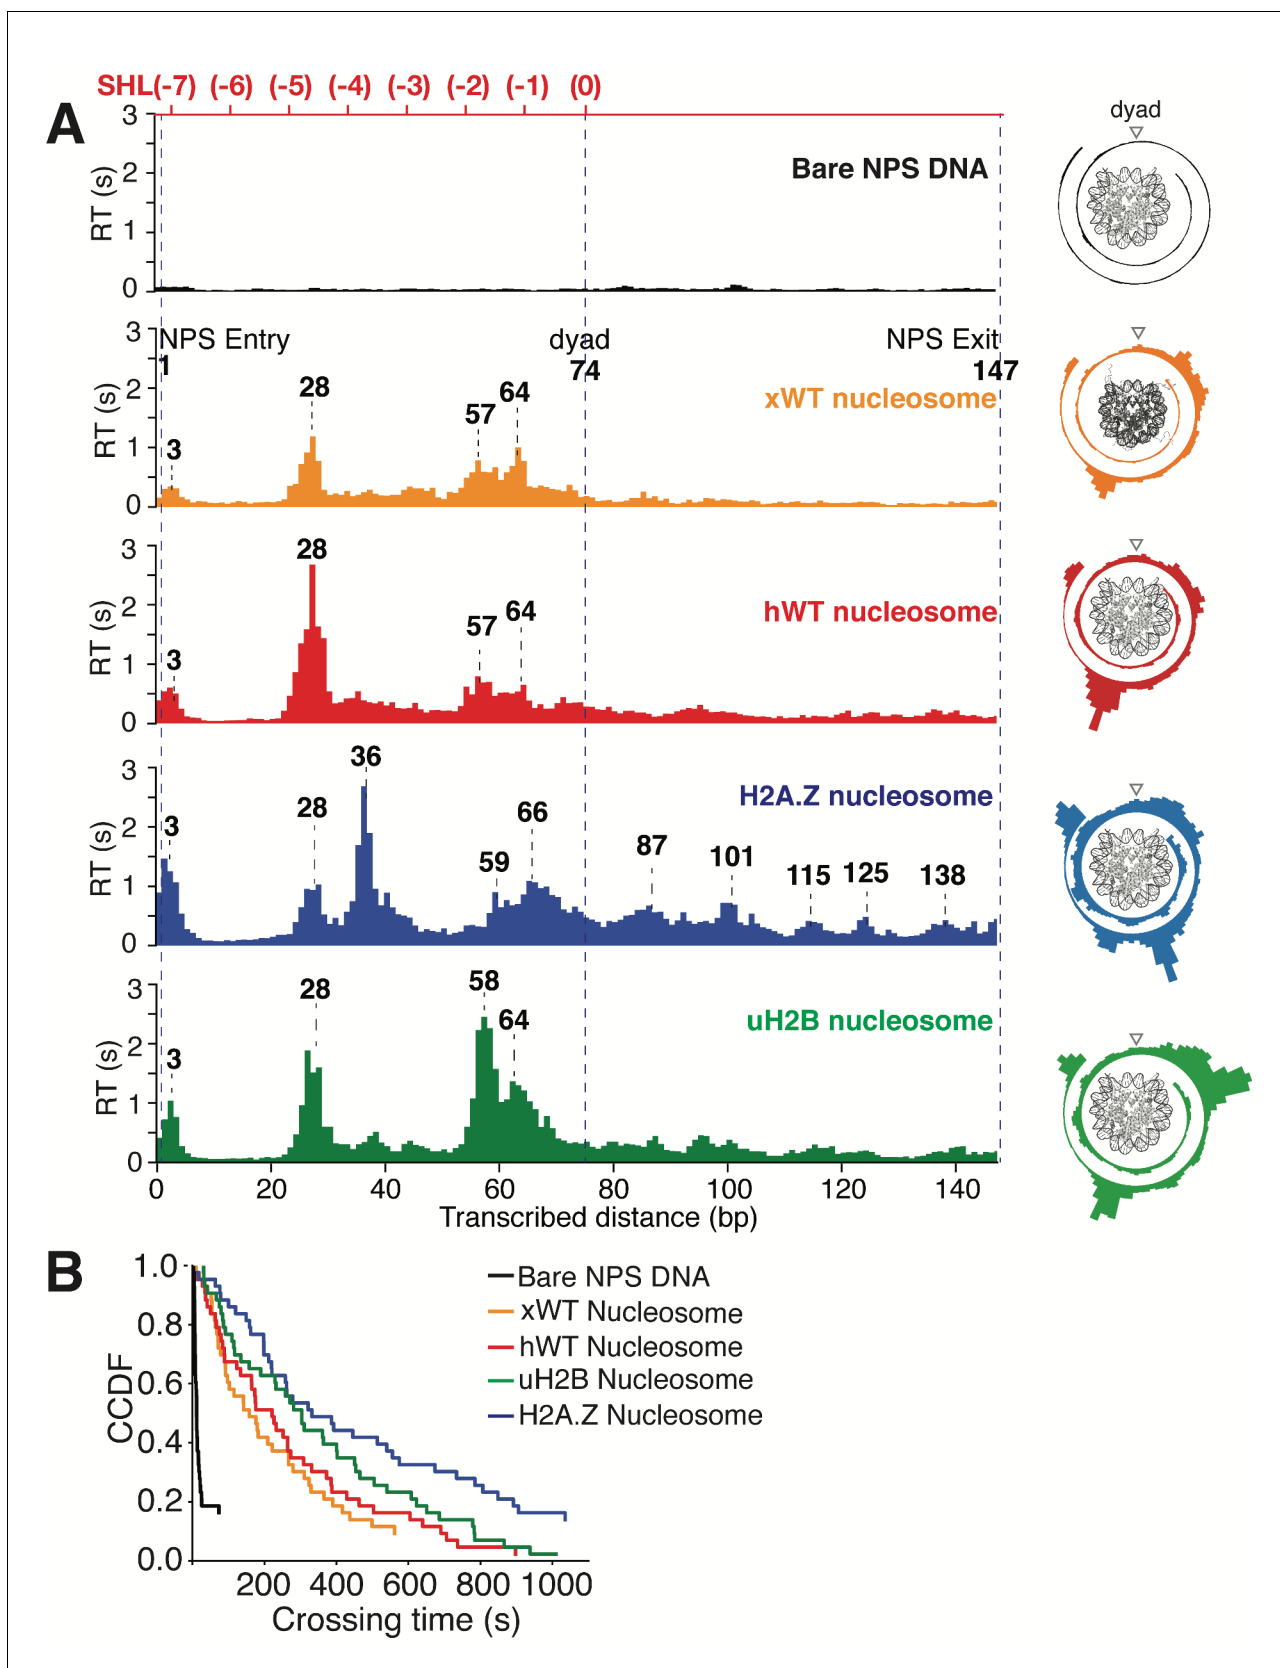 SHL(-7) (-6) (-5) (-4) (-3) (-2) (-1) (0)
A
3
2
1
0
RT (s)
Bare NPS DNA
dyad
3
2
1
0
RT (s)
NPS Entry
1
dyad
74
NPS Exit
147
3
28
57
64
xWT nucleosome
3
2
1
0
RT (s)
3
28
57
64
hWT nucleosome
3
2
1
0
RT (s)
3
28
36
59
66
87
101
115
125
138
H2A.Z nucleosome
3
2
1
0
RT (s)
3
28
58
64
uH2B nucleosome
0 20 40 60 80 100 120 140
Transcribed distance (bp)
B
1.0
0.8
0.6
0.4
0.2
0.0
CCDF
Bare NPS DNA
xWT Nucleosome
hWT Nucleosome
uH2B Nucleosome
H2A.Z Nucleosome
200 400 600 800 1000
Crossing time (s)